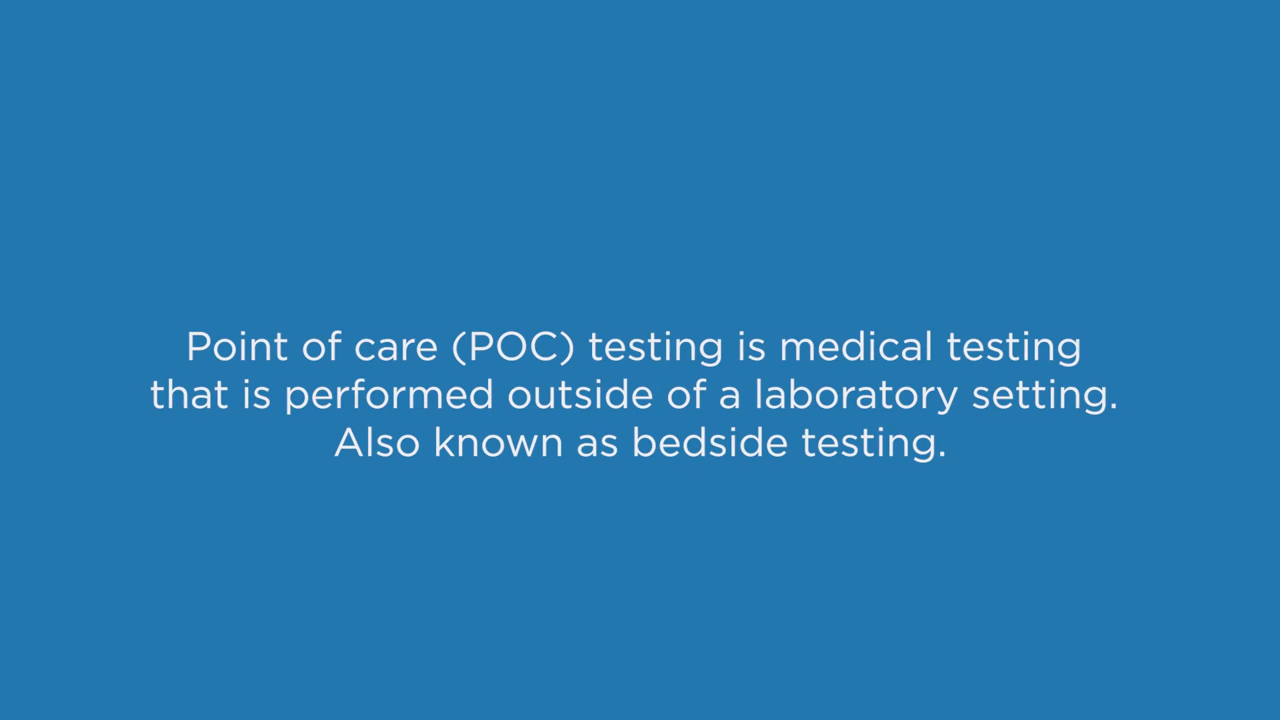 Point of care (POC) testing is medical testing
that is performed outside of a laboratory setting.
Also known as bedside testing.